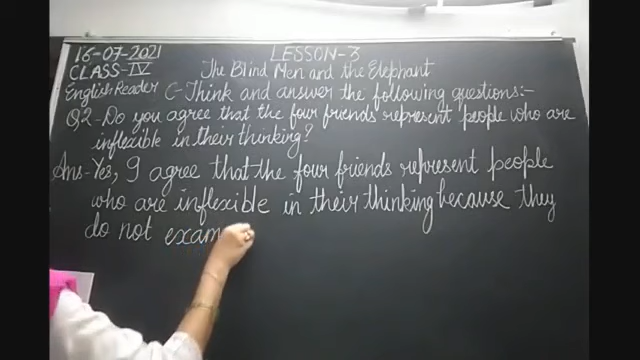 16-07-2021 LESSON-3
CLASS-IV The Blind Men and the Elephant
English Reader C-Think and answer the following questions:-
Q2-Do you agree that the four friends represent people who are
inflexible in their thinking?
Ans-Yes, I agree that the four friends represent people
who are inflexible in their thinking because they
do not exam